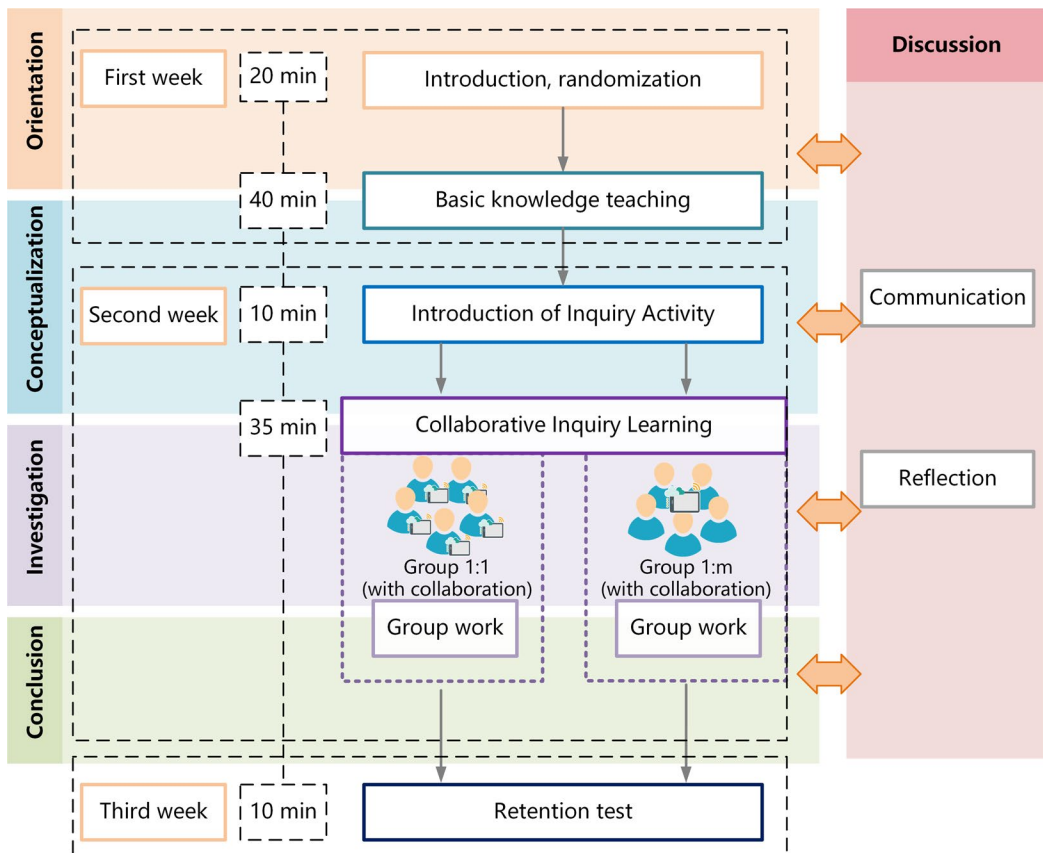 Orientation
First week
20 min
Introduction, randomization
Discussion
40 min
Basic knowledge teaching
Conceptualization
Second week
10 min
Introduction of Inquiry Activity
Communication
35 min
Collaborative Inquiry Learning
Investigation
Reflection
Group 1:1
(with collaboration)
Group 1:m
(with collaboration)
Group work
Group work
Conclusion
Third week
10 min
Retention test